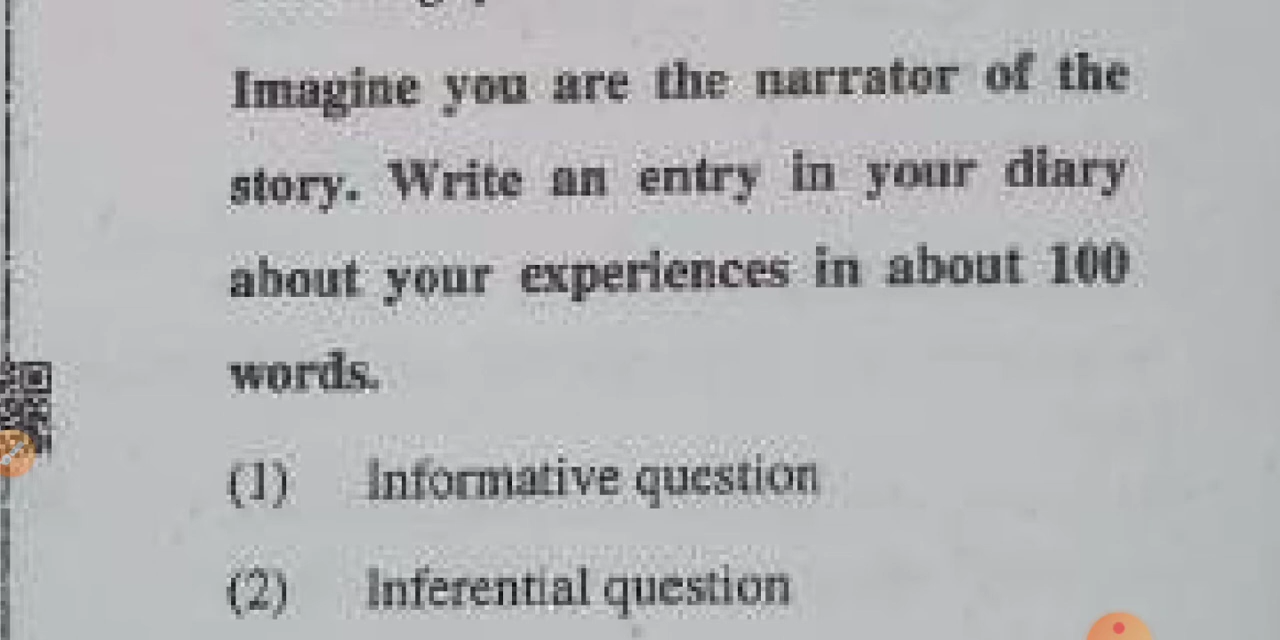 Imagine you are the narrator of the
story. Write an entry in your diary
about your experiences in about 100
words.
(1) Informative question
(2) Inferential question